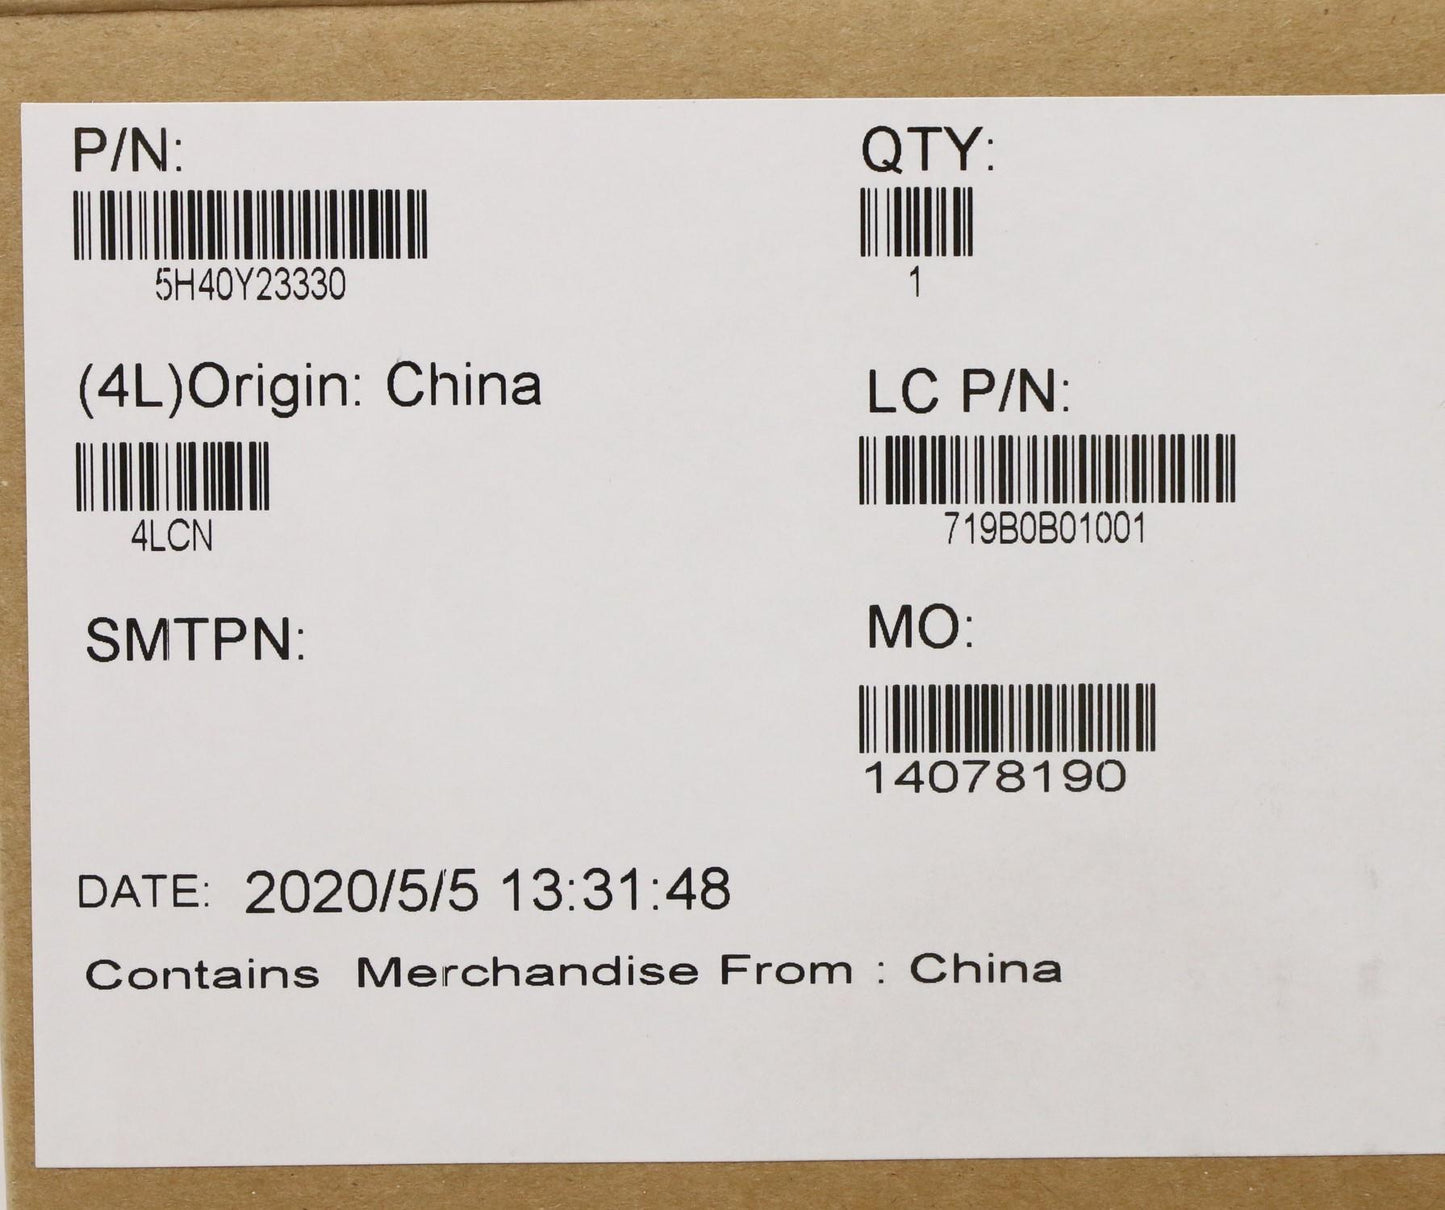 P/N:
5H40Y23330
QTY:
1
(4L)Origin: China
4LCN
LC P/N:
719B0B01001
SMTPN:
MO:
14078190
DATE: 2020/5/5 13:31:48
Contains Merchandise From : China